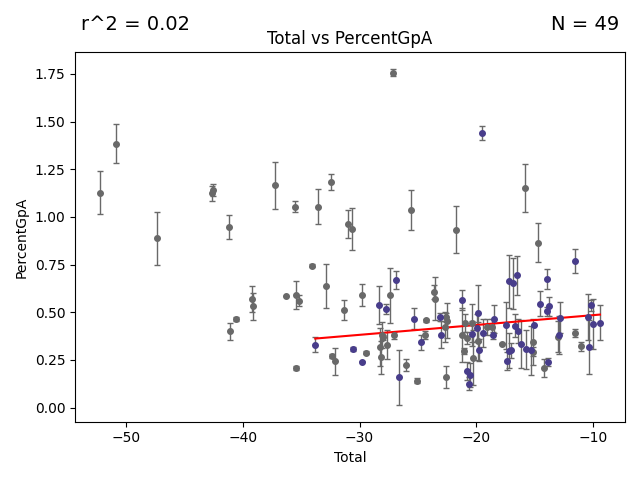 r^2 = 0.02
N = 49
Total vs PercentGpA
PercentGpA
1.75
1.50
1.25
1.00
0.75
0.50
0.25
0.00
−50
−40
−30
−20
−10
Total